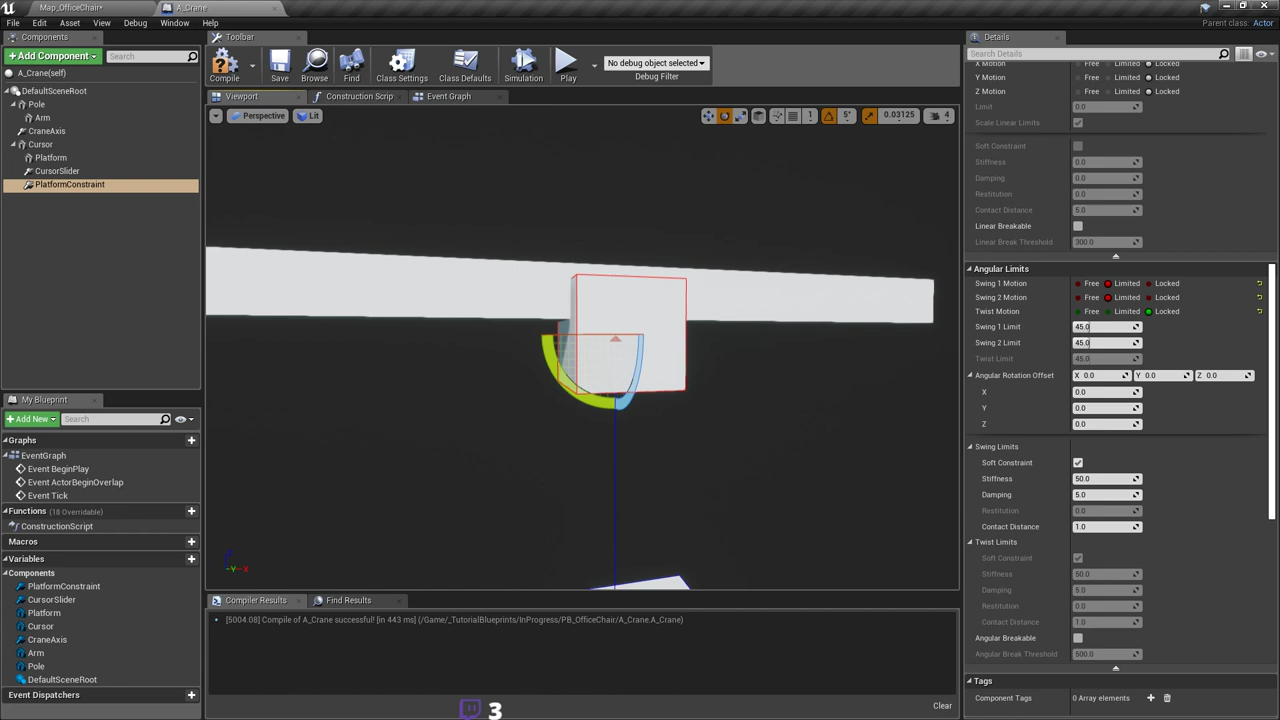 Map_OfficeChair*
A_Crane
File Edit Asset View Debug Window Help
Parent class: Actor
Components
Add Component
Search
A_Crane(self)
DefaultSceneRoot
Pole
Arm
CraneAxis
Cursor
Platform
CursorSlider
PlatformConstraint
My Blueprint
Add New
Search
Graphs
EventGraph
Event BeginPlay
Event ActorBeginOverlap
Event Tick
Functions (18 Overridable)
ConstructionScript
Macros
Variables
Components
PlatformConstraint
CursorSlider
Platform
Cursor
CraneAxis
Arm
Pole
DefaultSceneRoot
Event Dispatchers
Toolbar
Compile
Save
Browse
Find
Class Settings
Class Defaults
Simulation
Play
No debug object selected
Debug Filter
Viewport
Construction Scrip
Event Graph
Perspective
Lit
1
5°
0.03125
4
Z
Y
X
Compiler Results
Find Results
[5004.08] Compile of A_Crane successful! [in 443 ms] (/Game/_TutorialBlueprints/InProgress/PB_OfficeChair/A_Crane.A_Crane)
Clear
3
Details
Search Details
X Motion Free Limited Locked
Y Motion Free Limited Locked
Z Motion Free Limited Locked
Limit 0.0
Scale Linear Limits
Soft Constraint
Stiffness 0.0
Damping 0.0
Restitution 0.0
Contact Distance 5.0
Linear Breakable
Linear Break Threshold 300.0
Angular Limits
Swing 1 Motion Free Limited Locked
Swing 2 Motion Free Limited Locked
Twist Motion Free Limited Locked
Swing 1 Limit 45.0
Swing 2 Limit 45.0
Twist Limit 45.0
Angular Rotation Offset X 0.0 Y 0.0 Z 0.0
X 0.0
Y 0.0
Z 0.0
Swing Limits
Soft Constraint
Stiffness 50.0
Damping 5.0
Restitution 0.0
Contact Distance 1.0
Twist Limits
Soft Constraint
Stiffness 50.0
Damping 5.0
Restitution 0.0
Contact Distance 1.0
Angular Breakable
Angular Break Threshold 500.0
Tags
Component Tags 0 Array elements